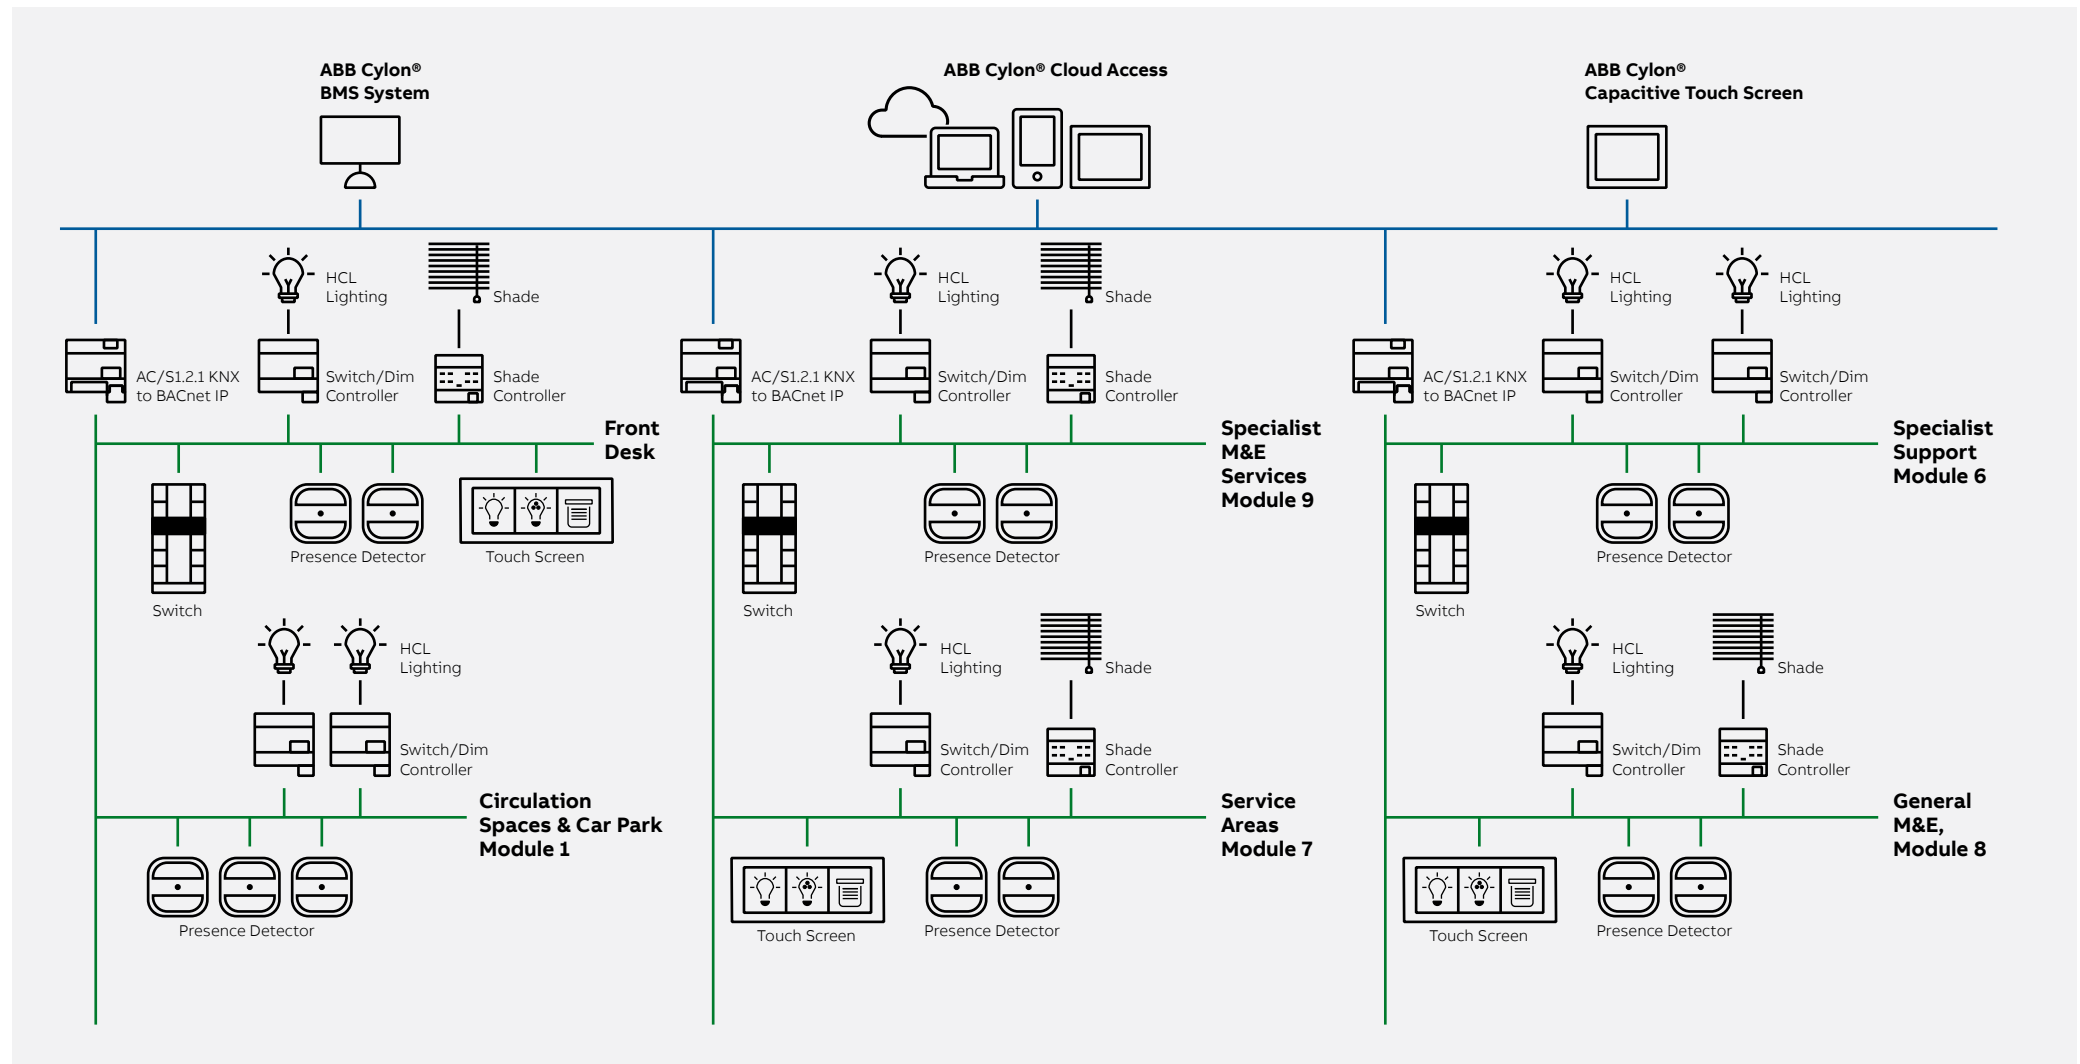 ABB Cylon®
BMS System
ABB Cylon® Cloud Access
ABB Cylon®
Capacitive Touch Screen
HCL
Lighting
Shade
AC/S1.2.1 KNX
to BACnet IP
Switch/Dim
Controller
Shade
Controller
Front
Desk
Switch
Presence Detector
Touch Screen
HCL
Lighting
Switch/Dim
Controller
Circulation
Spaces & Car Park
Module 1
Presence Detector
HCL
Lighting
Shade
AC/S1.2.1 KNX
to BACnet IP
Switch/Dim
Controller
Shade
Controller
Specialist
M&E
Services
Module 9
Switch
Presence Detector
HCL
Lighting
Shade
Switch/Dim
Controller
Shade
Controller
Service
Areas
Module 7
Touch Screen
Presence Detector
HCL
Lighting
HCL
Lighting
AC/S1.2.1 KNX
to BACnet IP
Switch/Dim
Controller
Switch/Dim
Controller
Specialist
Support
Module 6
Switch
Presence Detector
HCL
Lighting
Shade
Switch/Dim
Controller
Shade
Controller
General
M&E,
Module 8
Touch Screen
Presence Detector